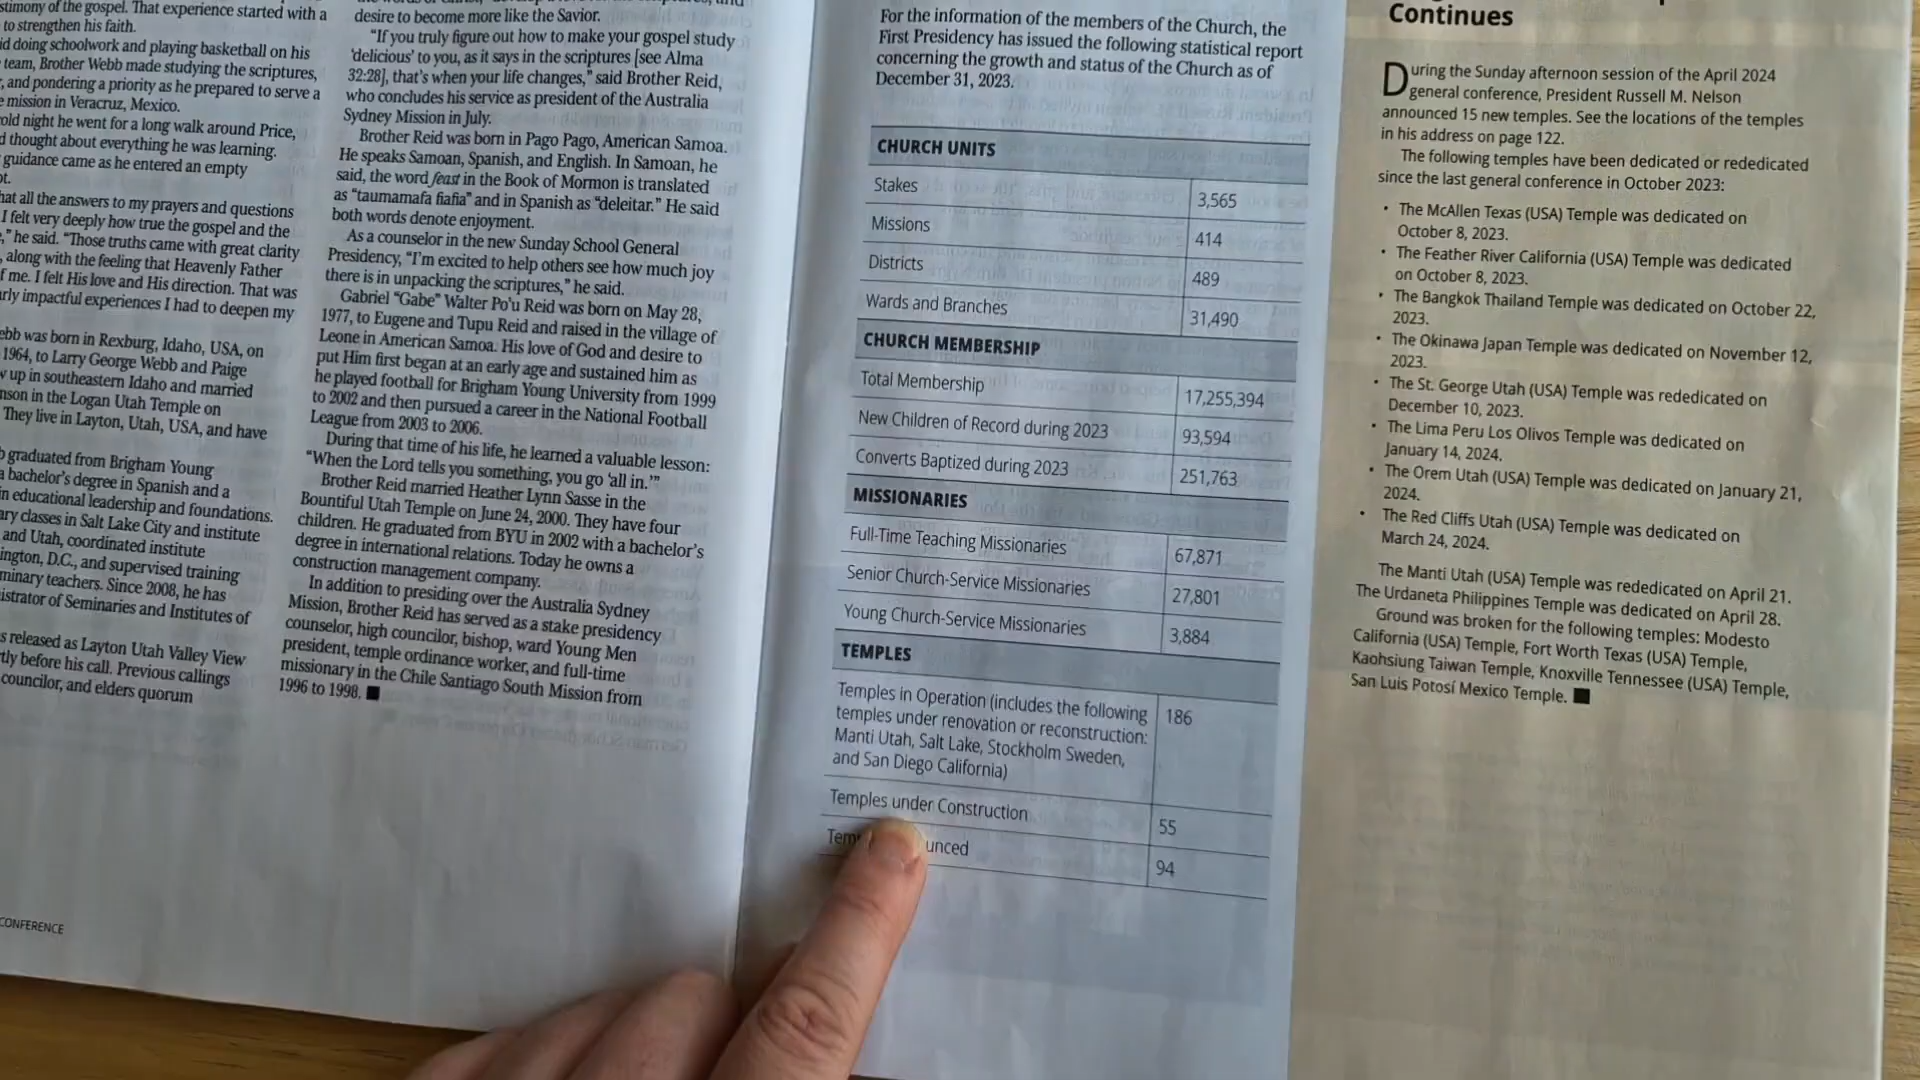 stimony of the gospel. That experience started with a
to strengthen his faith.
id doing schoolwork and playing basketball on his
team, Brother Webb made studying the scriptures,
, and pondering a priority as he prepared to serve a
mission in Veracruz, Mexico.
old night he went for a long walk around Price,
d thought about everything he was learning.
guidance came as he entered an empty
ot.
hat all the answers to my prayers and questions
I felt very deeply how true the gospel and the
," he said. "Those truths came with great clarity
, along with the feeling that Heavenly Father
f me. I felt His love and His direction. That was
rly impactful experiences I had to deepen my
ebb was born in Rexburg, Idaho, USA, on
1964, to Larry George Webb and Paige
w up in southeastern Idaho and married
nson in the Logan Utah Temple on
They live in Layton, Utah, USA, and have
b graduated from Brigham Young
a bachelor's degree in Spanish and a
in educational leadership and foundations.
ary classes in Salt Lake City and institute
and Utah, coordinated institute
ington, D.C., and supervised training
minary teachers. Since 2008, he has
istrator of Seminaries and Institutes of
s released as Layton Utah Valley View
tly before his call. Previous callings
councilor, and elders quorum
CONFERENCE
desire to become more like the Savior.
"If you truly figure out how to make your gospel study
'delicious' to you, as it says in the scriptures [see Alma
32:28], that's when your life changes," said Brother Reid,
who concludes his service as president of the Australia
Sydney Mission in July.
Brother Reid was born in Pago Pago, American Samoa.
He speaks Samoan, Spanish, and English. In Samoan, he
said, the word feast in the Book of Mormon is translated
as "taumamafa fiafia" and in Spanish as "deleitar." He said
both words denote enjoyment.
As a counselor in the new Sunday School General
Presidency, "I'm excited to help others see how much joy
there is in unpacking the scriptures," he said.
Gabriel "Gabe" Walter Po'u Reid was born on May 28,
1977, to Eugene and Tupu Reid and raised in the village of
Leone in American Samoa. His love of God and desire to
put Him first began at an early age and sustained him as
he played football for Brigham Young University from 1999
to 2002 and then pursued a career in the National Football
League from 2003 to 2006.
During that time of his life, he learned a valuable lesson:
"When the Lord tells you something, you go 'all in.'"
Brother Reid married Heather Lynn Sasse in the
Bountiful Utah Temple on June 24, 2000. They have four
children. He graduated from BYU in 2002 with a bachelor's
degree in international relations. Today he owns a
construction management company.
In addition to presiding over the Australia Sydney
Mission, Brother Reid has served as a stake presidency
counselor, high councilor, bishop, ward Young Men
president, temple ordinance worker, and full-time
missionary in the Chile Santiago South Mission from
1996 to 1998. ■
For the information of the members of the Church, the
First Presidency has issued the following statistical report
concerning the growth and status of the Church as of
December 31, 2023.
CHURCH UNITS
Stakes 3,565
Missions 414
Districts 489
Wards and Branches 31,490
CHURCH MEMBERSHIP
Total Membership 17,255,394
New Children of Record during 2023 93,594
Converts Baptized during 2023 251,763
MISSIONARIES
Full-Time Teaching Missionaries 67,871
Senior Church-Service Missionaries 27,801
Young Church-Service Missionaries 3,884
TEMPLES
Temples in Operation (includes the following 186
temples under renovation or reconstruction:
Manti Utah, Salt Lake, Stockholm Sweden,
and San Diego California)
Temples under Construction 55
Tem unced 94
Continues
During the Sunday afternoon session of the April 2024
general conference, President Russell M. Nelson
announced 15 new temples. See the locations of the temples
in his address on page 122.
The following temples have been dedicated or rededicated
since the last general conference in October 2023:
• The McAllen Texas (USA) Temple was dedicated on
October 8, 2023.
• The Feather River California (USA) Temple was dedicated
on October 8, 2023.
• The Bangkok Thailand Temple was dedicated on October 22,
2023.
• The Okinawa Japan Temple was dedicated on November 12,
2023.
• The St. George Utah (USA) Temple was rededicated on
December 10, 2023.
• The Lima Peru Los Olivos Temple was dedicated on
January 14, 2024.
• The Orem Utah (USA) Temple was dedicated on January 21,
2024.
• The Red Cliffs Utah (USA) Temple was dedicated on
March 24, 2024.
The Manti Utah (USA) Temple was rededicated on April 21.
The Urdaneta Philippines Temple was dedicated on April 28.
Ground was broken for the following temples: Modesto
California (USA) Temple, Fort Worth Texas (USA) Temple,
Kaohsiung Taiwan Temple, Knoxville Tennessee (USA) Temple,
San Luis Potosí Mexico Temple. ■